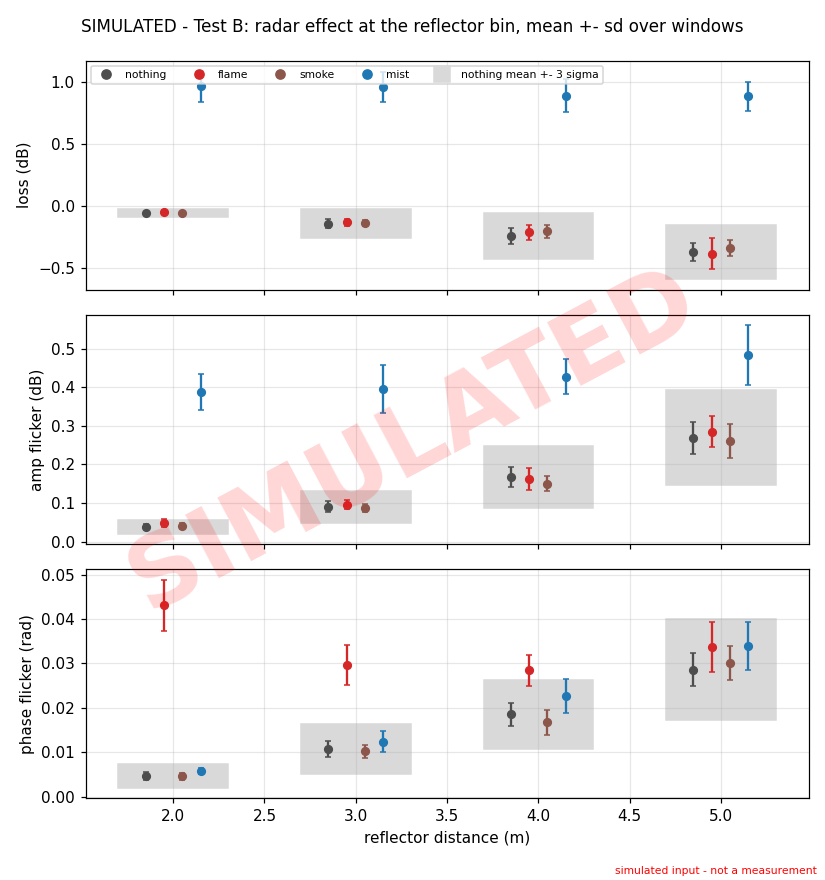 SIMULATED - Test B: radar effect at the reflector bin, mean +- sd over windows
nothing flame smoke mist nothing mean +- 3 sigma
loss (dB)
1.0
0.5
0.0
−0.5
amp flicker (dB)
0.5
0.4
0.3
0.2
0.1
0.0
SIMULATED
phase flicker (rad)
0.05
0.04
0.03
0.02
0.01
0.00
2.0 2.5 3.0 3.5 4.0 4.5 5.0
reflector distance (m)
simulated input - not a measurement